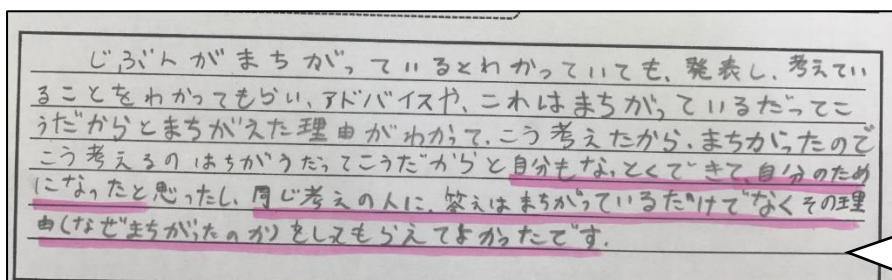 じぶんがまちがっているとわかっていても、発表し、考えてい
ることをわかってもらい、アドバイスや、これはまちがっているだってこ
うだからとまちがえた理由がわかって、こう考えたから、まちがったので
こう考えるのはちがうだってこうだからと自分もなっとくできて、自分のため
になったと思ったし、同じ考えの人に、答えはまちがっているだけでなくその理
由(なぜまちがったのか)をしってもらえてよかったです。